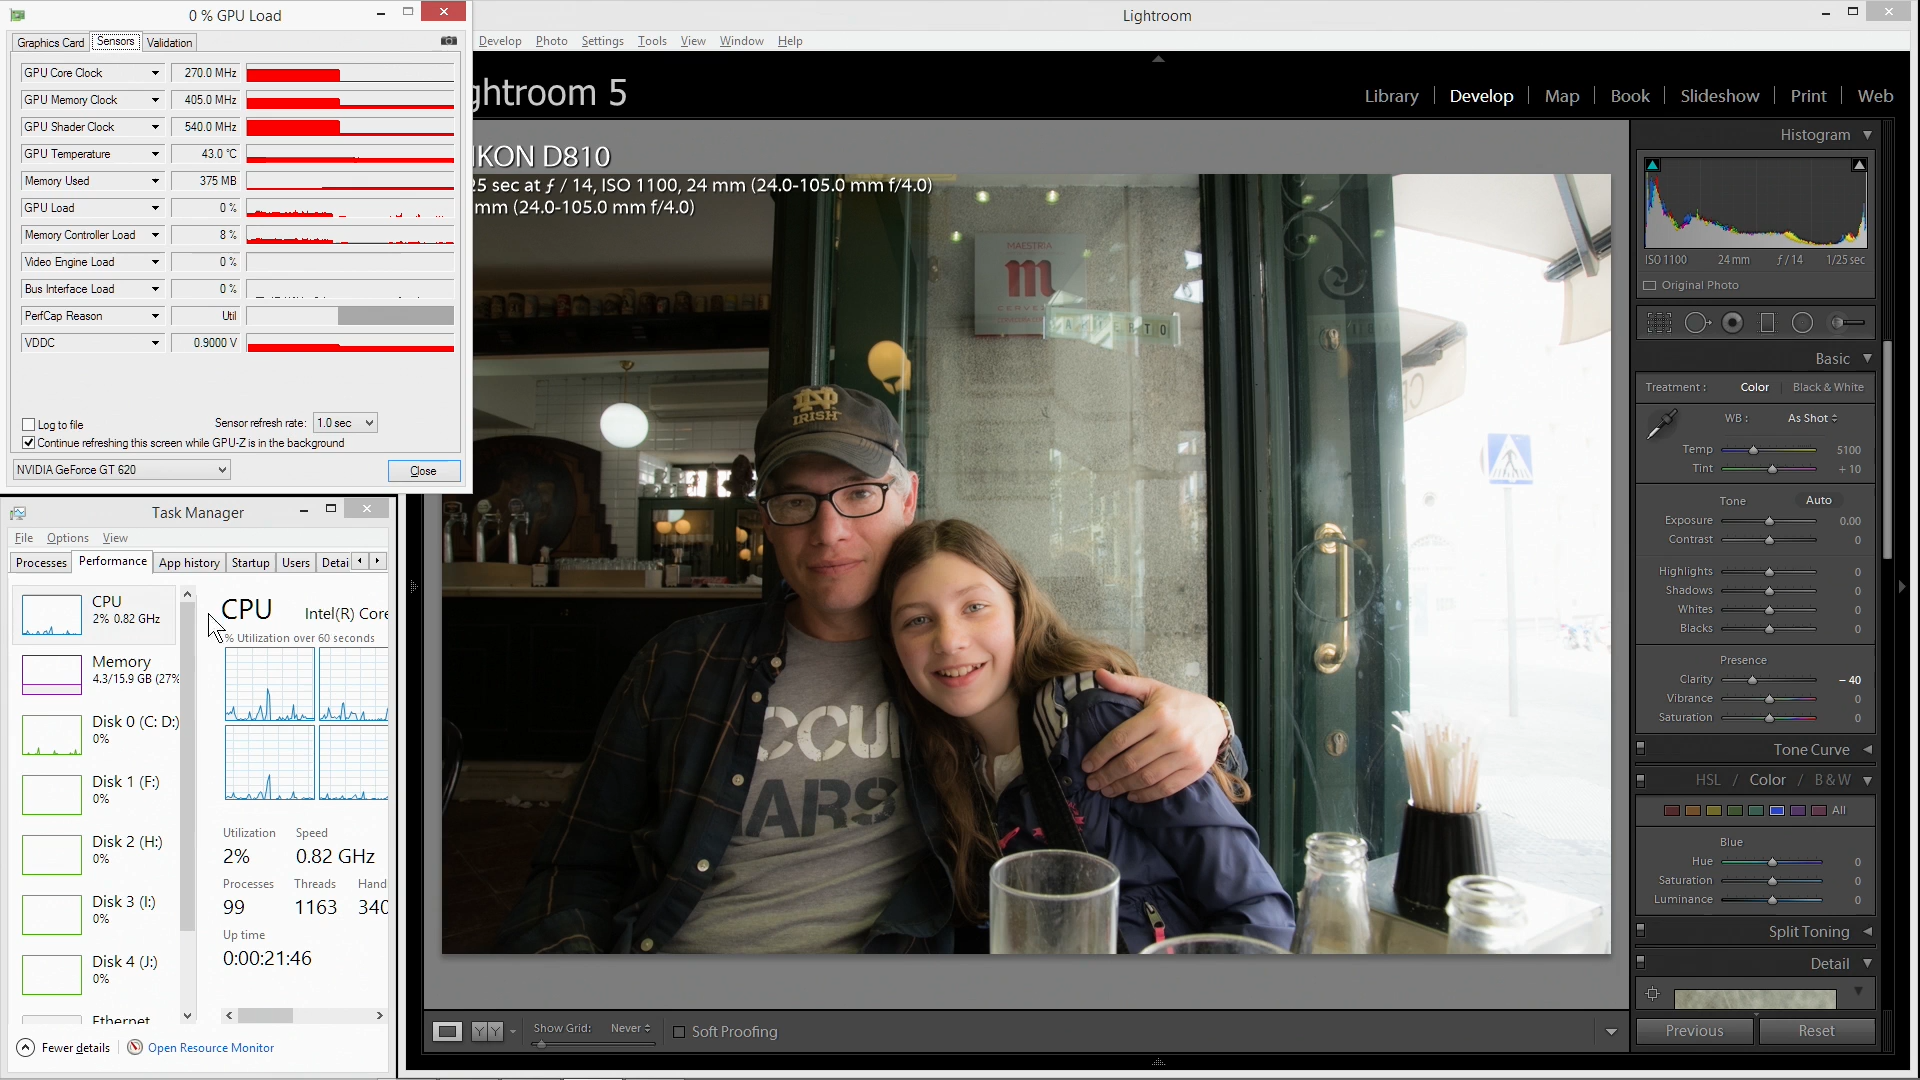 0 % GPU Load
Graphics Card
Sensors
Validation
GPU Core Clock 270.0 MHz
GPU Memory Clock 405.0 MHz
GPU Shader Clock 540.0 MHz
GPU Temperature 43.0 °C
Memory Used 375 MB
GPU Load 0 %
Memory Controller Load 8 %
Video Engine Load 0 %
Bus Interface Load 0 %
PerfCap Reason Util
VDDC 0.9000 V
Log to file
Sensor refresh rate: 1.0 sec
Continue refreshing this screen while GPU-Z is in the background
NVIDIA GeForce GT 620
Close
Task Manager
File Options View
Processes Performance App history Startup Users Detai
CPU
2% 0.82 GHz
Memory
4.3/15.9 GB (27%
Disk 0 (C: D:)
0%
Disk 1 (F:)
0%
Disk 2 (H:)
0%
Disk 3 (I:)
0%
Disk 4 (J:)
0%
Ethernet
CPU Intel(R) Core
% Utilization over 60 seconds
Utilization Speed
2% 0.82 GHz
Processes Threads Hand
99 1163 340
Up time
0:00:21:46
Fewer details
Open Resource Monitor
Lightroom
Develop Photo Settings Tools View Window Help
ghtroom 5
Library Develop Map Book Slideshow Print Web
IKON D810
25 sec at ƒ / 14, ISO 1100, 24 mm (24.0-105.0 mm f/4.0)
mm (24.0-105.0 mm f/4.0)
MAESTRIA
m
CERVE
ABIERTO
ND
IRISH
CCU
ARS
Show Grid: Never
Soft Proofing
Histogram
ISO 1100 24 mm ƒ / 14 1/25 sec
Original Photo
Basic
Treatment : Color Black & White
WB : As Shot
Temp 5100
Tint + 10
Tone Auto
Exposure 0.00
Contrast 0
Highlights 0
Shadows 0
Whites 0
Blacks 0
Presence
Clarity – 40
Vibrance 0
Saturation 0
Tone Curve
HSL / Color / B & W
All
Blue
Hue 0
Saturation 0
Luminance 0
Split Toning
Detail
Previous Reset